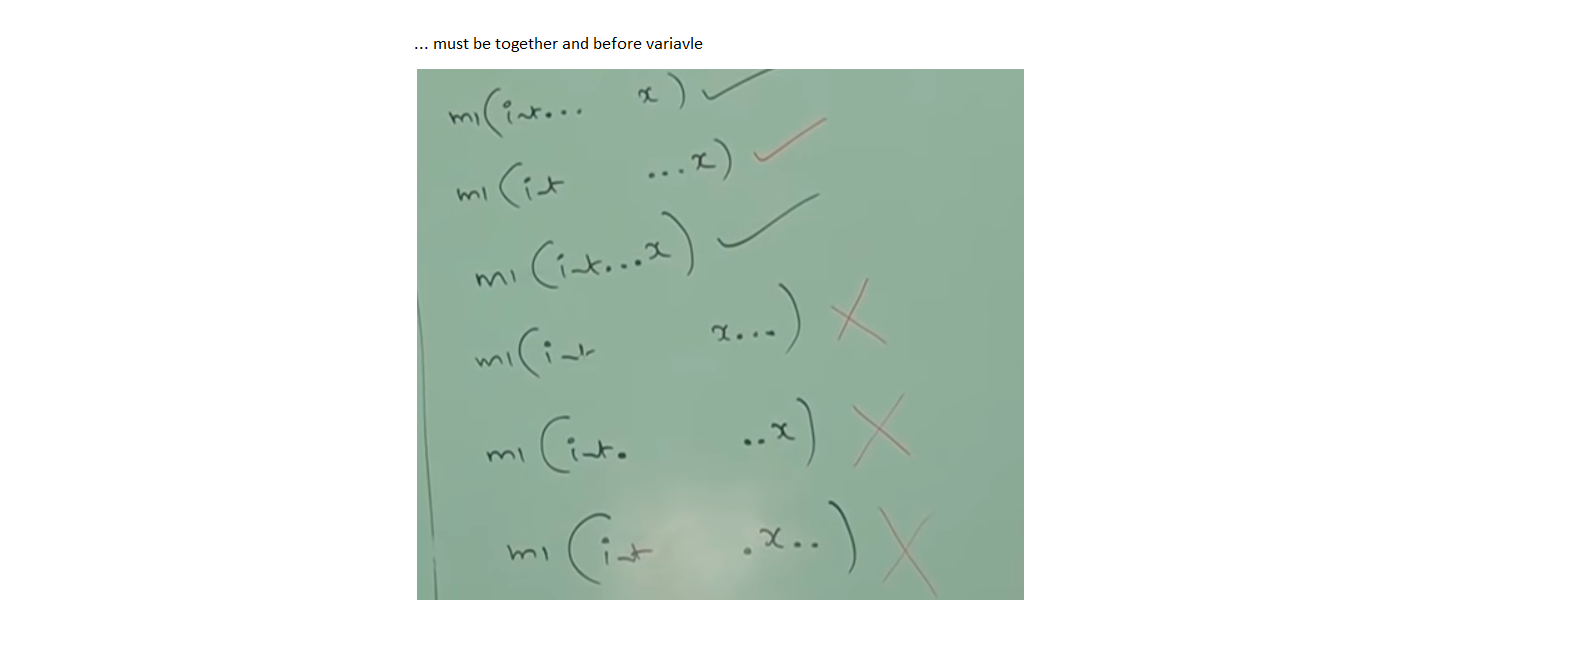 ... must be together and before variavle
m1(int... x) ✓
m1(int ...x) ✓
m1(int...x) ✓
m1(int x...) ✗
m1(int. ..x) ✗
m1(int .x..) ✗